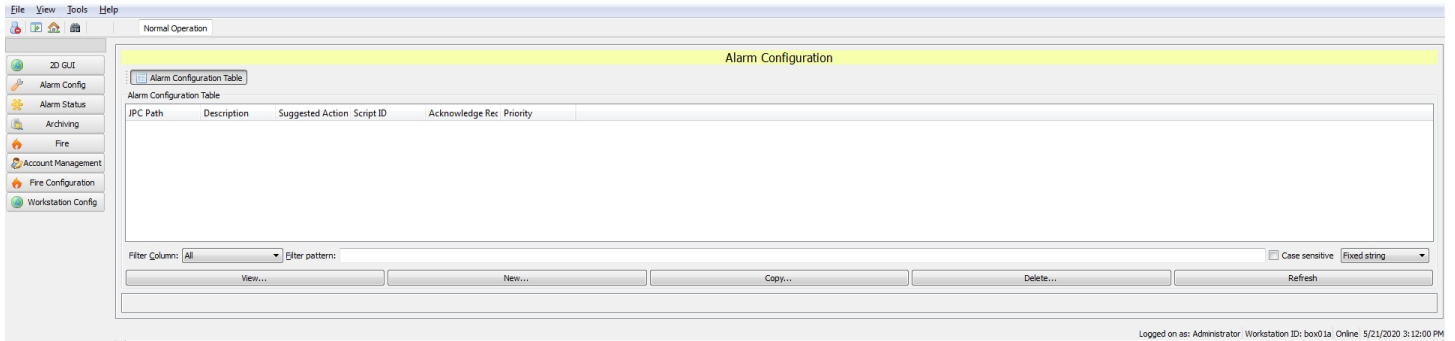 File View Tools Help
Normal Operation
2D GUI
Alarm Config
Alarm Status
Archiving
Fire
Account Management
Fire Configuration
Workstation Config
Alarm Configuration
Alarm Configuration Table
Alarm Configuration Table
JPC Path Description Suggested Action Script ID Acknowledge Rec Priority
Filter Column: All Filter pattern: Case sensitive Fixed string
View... New... Copy... Delete... Refresh
Logged on as: Administrator Workstation ID: box01a Online 5/21/2020 3:12:00 PM